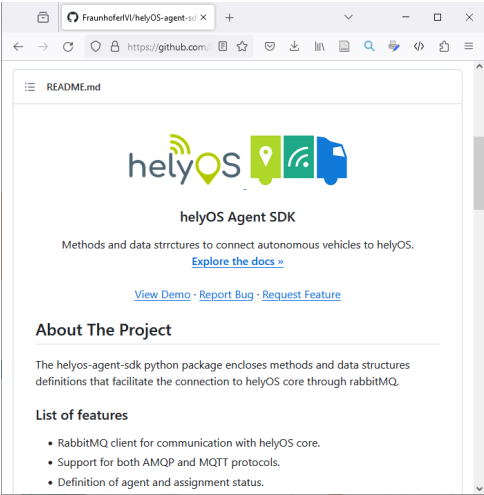 FraunhoferIVI/helyOS-agent-sd
https://github.com/
README.md
helyOS
helyOS Agent SDK
Methods and data strrctures to connect autonomous vehicles to helyOS.
Explore the docs »
View Demo · Report Bug · Request Feature
About The Project
The helyos-agent-sdk python package encloses methods and data structures
definitions that facilitate the connection to helyOS core through rabbitMQ.
List of features
• RabbitMQ client for communication with helyOS core.
• Support for both AMQP and MQTT protocols.
• Definition of agent and assignment status.